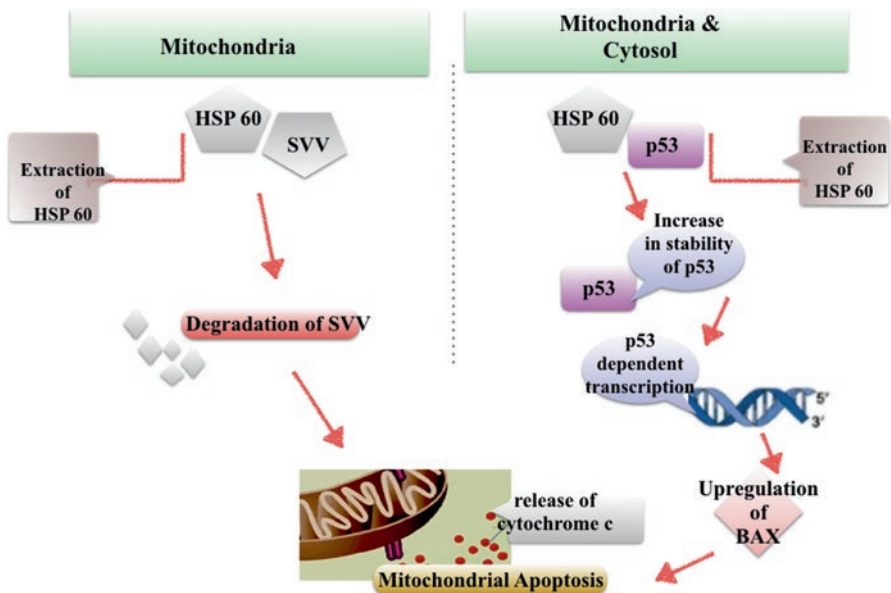 Mitochondria
HSP 60
SVV
Extraction
of
HSP 60
Degradation of SVV
Mitochondria &
Cytosol
HSP 60
p53
Extraction
of
HSP 60
Increase
in stability
of p53
p53
p53
dependent
transcription
5′
3′
Upregulation
of
BAX
release of
cytochrome c
Mitochondrial Apoptosis